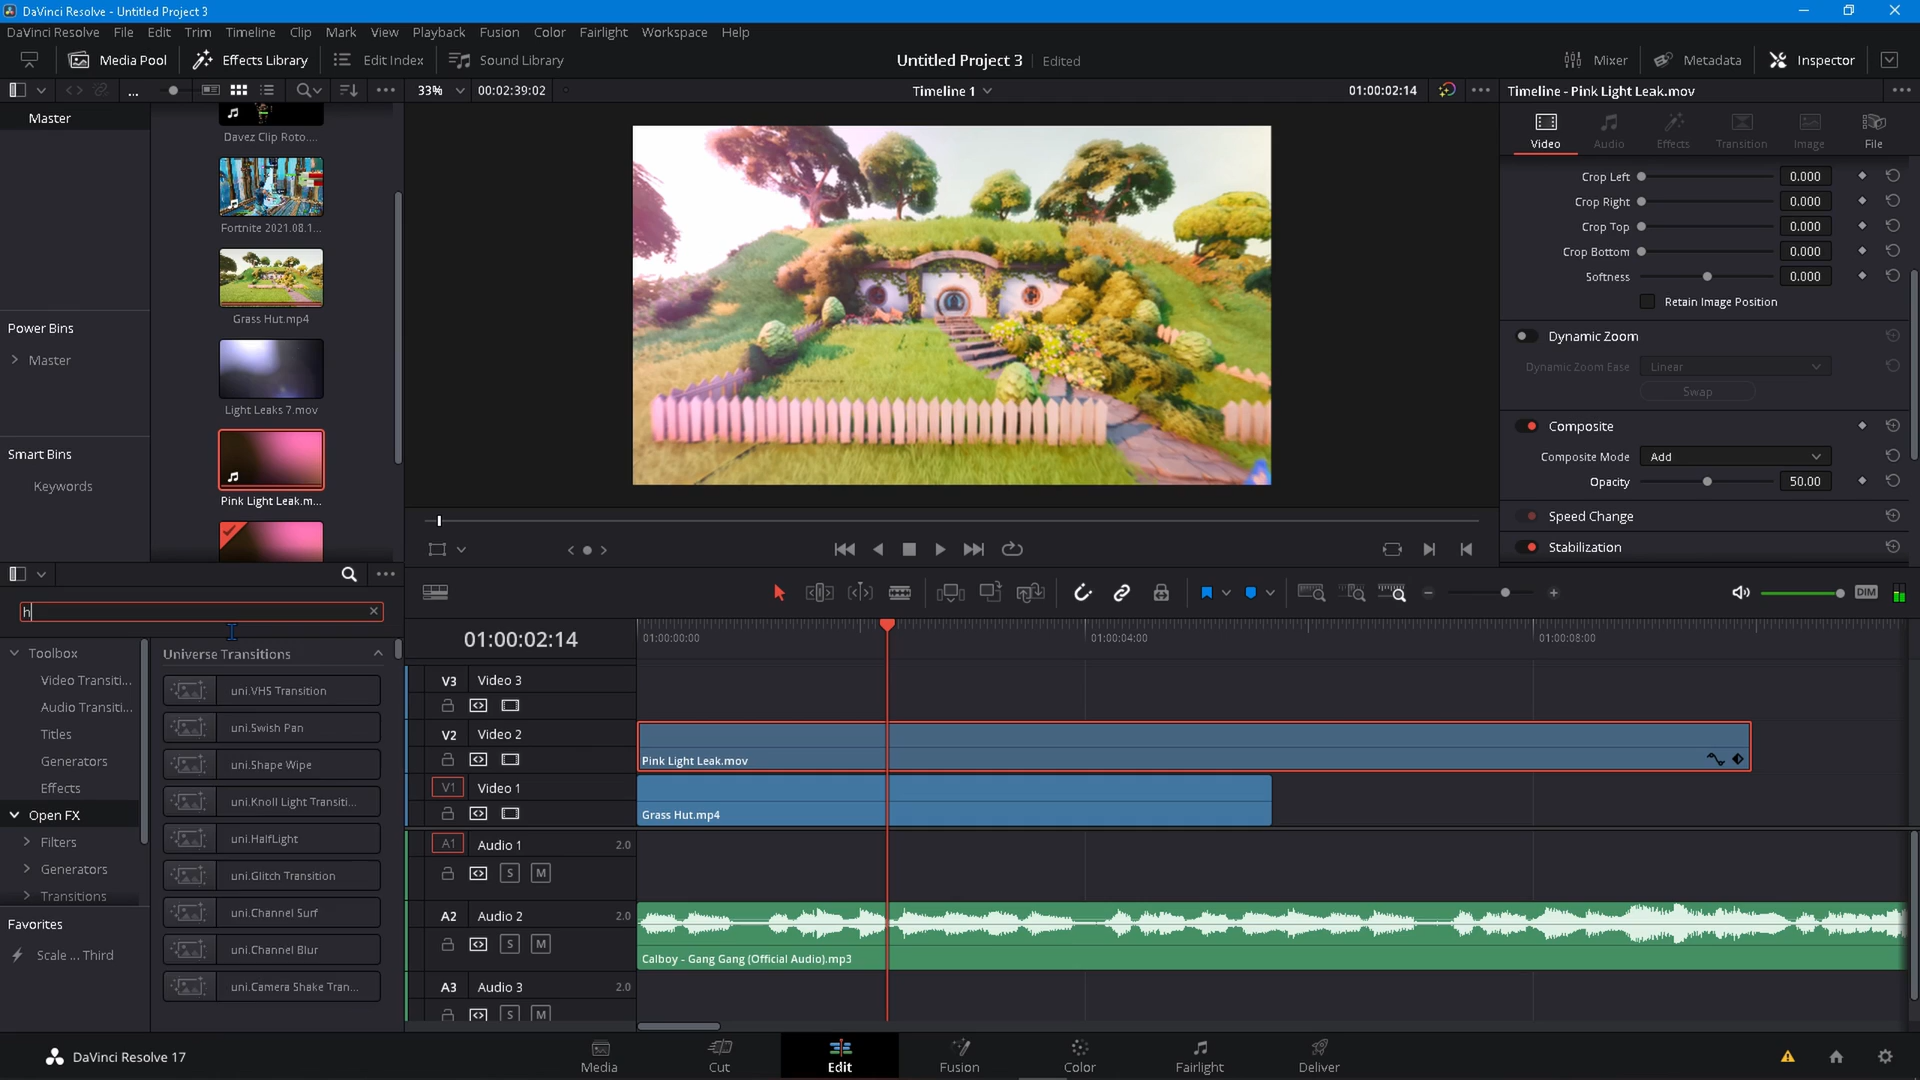 DaVinci Resolve - Untitled Project 3
DaVinci Resolve File Edit Trim Timeline Clip Mark View Playback Fusion Color Fairlight Workspace Help
Media Pool Effects Library Edit Index Sound Library Untitled Project 3 Edited Mixer Metadata Inspector
33% 00:02:39:02 Timeline 1 01:00:02:14 Timeline - Pink Light Leak.mov
Master
Power Bins
Master
Smart Bins
Keywords
Davez Clip Roto....
Fortnite 2021.08.1...
Grass Hut.mp4
Light Leaks 7.mov
Pink Light Leak.m...
Video Audio Effects Transition Image File
Crop Left 0.000
Crop Right 0.000
Crop Top 0.000
Crop Bottom 0.000
Softness 0.000
Retain Image Position
Dynamic Zoom
Dynamic Zoom Ease Linear
Swap
Composite
Composite Mode Add
Opacity 50.00
Speed Change
Stabilization
h
Toolbox
Video Transiti...
Audio Transiti...
Titles
Generators
Effects
Open FX
Filters
Generators
Transitions
Favorites
Scale ... Third
Universe Transitions
uni.VHS Transition
uni.Swish Pan
uni.Shape Wipe
uni.Knoll Light Transiti...
uni.HalfLight
uni.Glitch Transition
uni.Channel Surf
uni.Channel Blur
uni.Camera Shake Tran...
DIM
01:00:02:14 01:00:00:00 01:00:04:00 01:00:08:00
V3 Video 3
V2 Video 2
Pink Light Leak.mov
V1 Video 1
Grass Hut.mp4
A1 Audio 1 2.0
S M
A2 Audio 2 2.0
S M
Calboy - Gang Gang (Official Audio).mp3
A3 Audio 3 2.0
S M
DaVinci Resolve 17
Media Cut Edit Fusion Color Fairlight Deliver